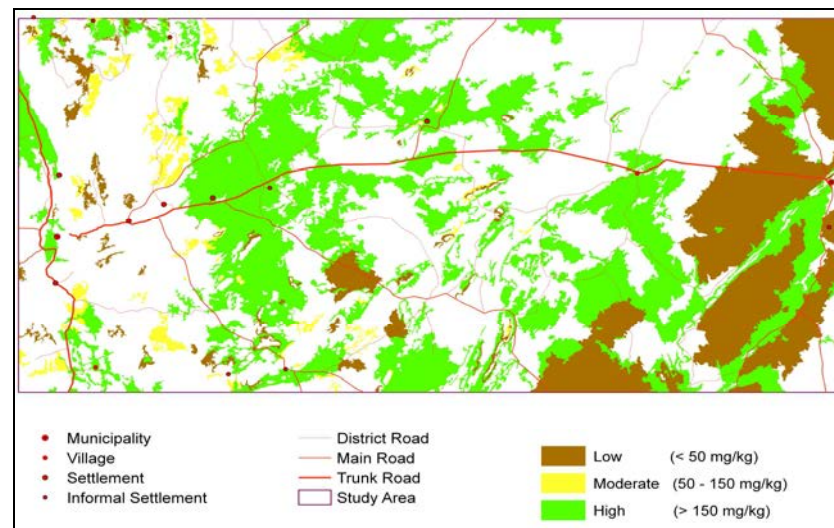 Municipality
Village
Settlement
Informal Settlement
District Road
Main Road
Trunk Road
Study Area
Low (< 50 mg/kg)
Moderate (50 - 150 mg/kg)
High (> 150 mg/kg)